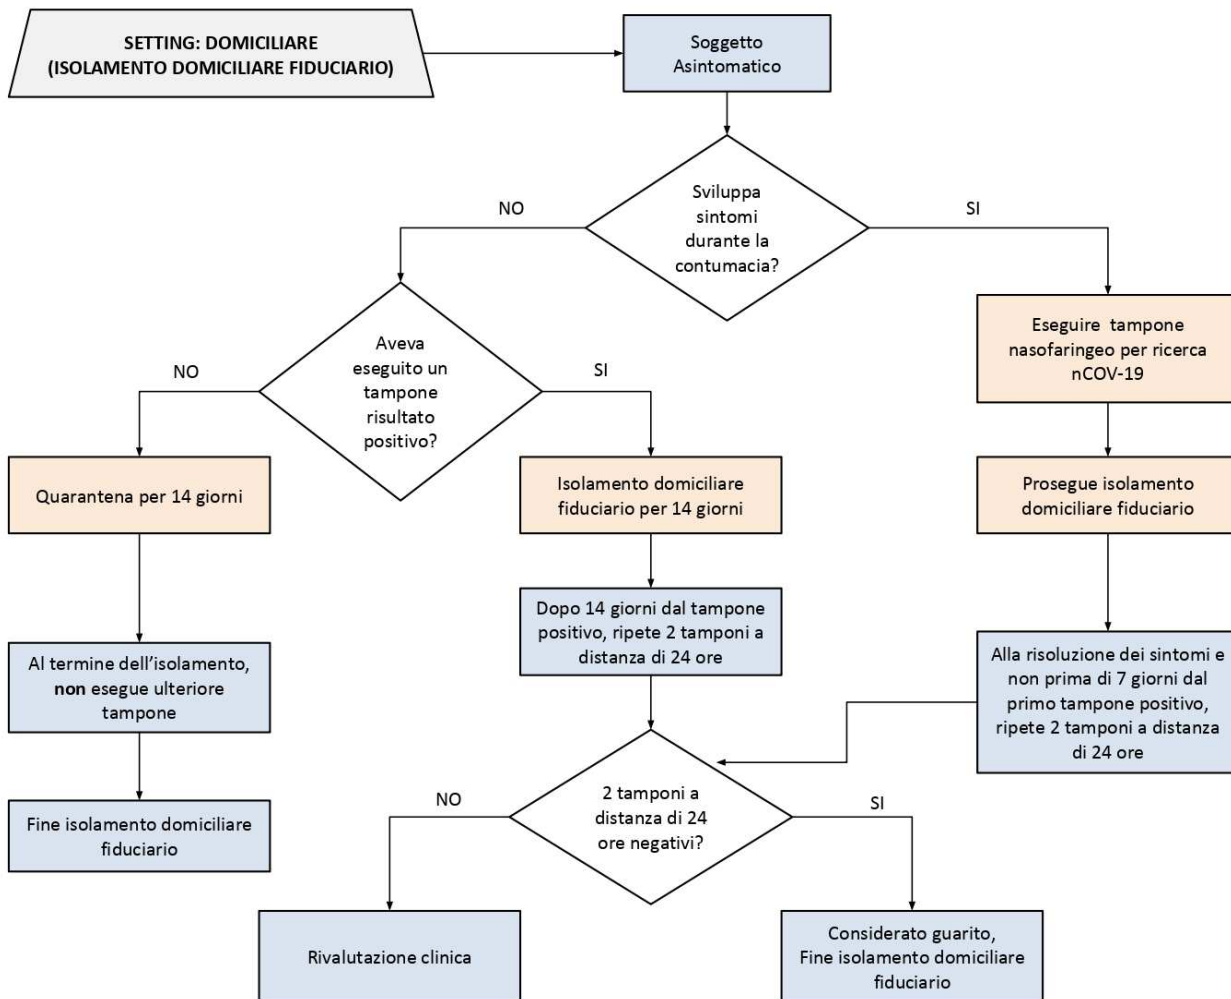 SETTING: DOMICILIARE
(ISOLAMENTO DOMICILIARE FIDUCIARIO)
Soggetto
Asintomatico
Sviluppa
sintomi
durante la
contumacia?
NO
SI
Aveva
eseguito un
tampone
risultato
positivo?
NO
SI
Eseguire tampone
nasofaringeo per ricerca
nCOV-19
Quarantena per 14 giorni
Isolamento domiciliare
fiduciario per 14 giorni
Prosegue isolamento
domiciliare fiduciario
Dopo 14 giorni dal tampone
positivo, ripete 2 tamponi a
distanza di 24 ore
Al termine dell’isolamento,
non esegue ulteriore
tampone
Alla risoluzione dei sintomi e
non prima di 7 giorni dal
primo tampone positivo,
ripete 2 tamponi a distanza
di 24 ore
Fine isolamento domiciliare
fiduciario
2 tamponi a
distanza di 24
ore negativi?
NO
SI
Rivalutazione clinica
Considerato guarito,
Fine isolamento domiciliare
fiduciario